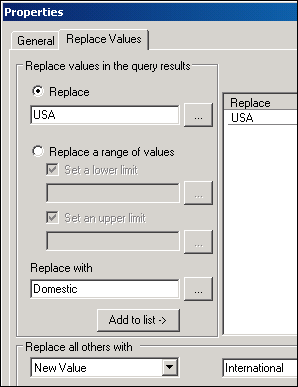 Properties
General
Replace Values
Replace values in the query results
Replace
Replace
USA
...
USA
Replace a range of values
Set a lower limit
...
Set an upper limit
...
Replace with
Domestic
...
Add to list ->
Replace all others with
New Value
International